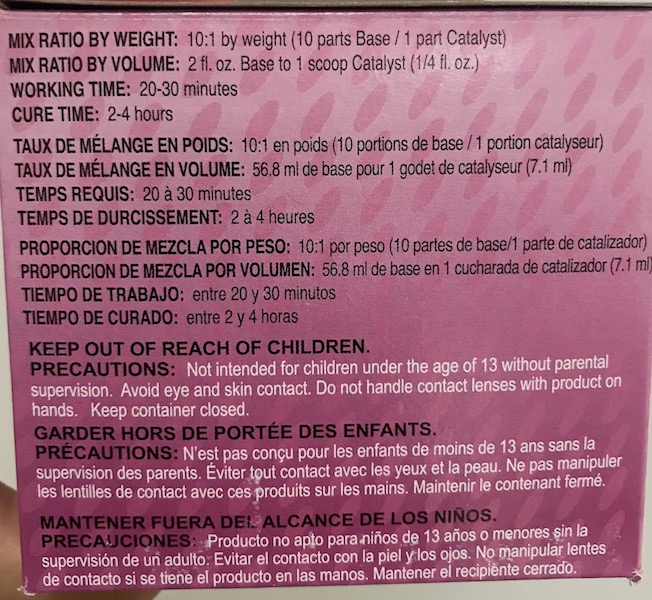 MIX RATIO BY WEIGHT: 10:1 by weight (10 parts Base / 1 part Catalyst)
MIX RATIO BY VOLUME: 2 fl. oz. Base to 1 scoop Catalyst (1/4 fl. oz.)
WORKING TIME: 20-30 minutes
CURE TIME: 2-4 hours
TAUX DE MÉLANGE EN POIDS: 10:1 en poids (10 portions de base / 1 portion catalyseur)
TAUX DE MÉLANGE EN VOLUME: 56.8 ml de base pour 1 godet de catalyseur (7.1 ml)
TEMPS REQUIS: 20 à 30 minutes
TEMPS DE DURCISSEMENT: 2 à 4 heures
PROPORCION DE MEZCLA POR PESO: 10:1 por peso (10 partes de base/1 parte de catalizador)
PROPORCION DE MEZCLA POR VOLUMEN: 56.8 ml de base en 1 cucharada de catalizador (7.1 ml)
TIEMPO DE TRABAJO: entre 20 y 30 minutos
TIEMPO DE CURADO: entre 2 y 4 horas
KEEP OUT OF REACH OF CHILDREN.
PRECAUTIONS: Not intended for children under the age of 13 without parental
supervision. Avoid eye and skin contact. Do not handle contact lenses with product on
hands. Keep container closed.
GARDER HORS DE PORTÉE DES ENFANTS.
PRÉCAUTIONS: N'est pas conçu pour les enfants de moins de 13 ans sans la
supervision des parents. Éviter tout contact avec les yeux et la peau. Ne pas manipuler
les lentilles de contact avec ces produits sur les mains. Maintenir le contenant fermé.
MANTENER FUERA DEL ALCANCE DE LOS NIÑOS.
PRECAUCIONES: Producto no apto para niños de 13 años o menores sin la
supervisión de un adulto. Evitar el contacto con la piel y los ojos. No manipular lentes
de contacto si se tiene el producto en las manos. Mantener el recipiente cerrado.